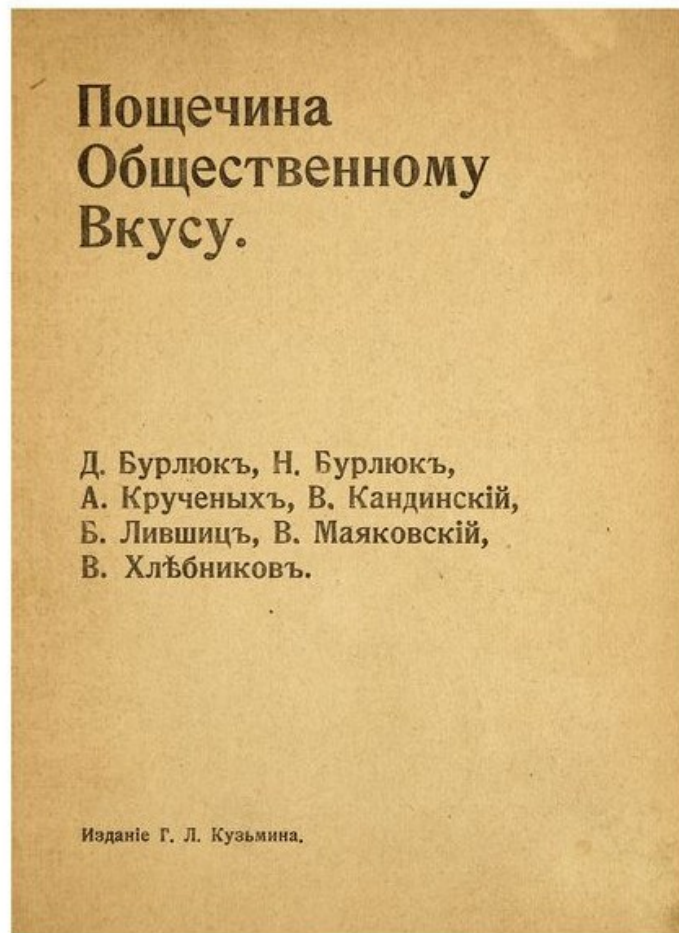 Пощечина
Общественному
Вкусу.
Д. Бурлюкъ, Н. Бурлюкъ,
А. Крученыхъ, В. Кандинскій,
Б. Лившицъ, В. Маяковскій,
В. Хлѣбниковъ.
Изданіе Г. Л. Кузьмина.